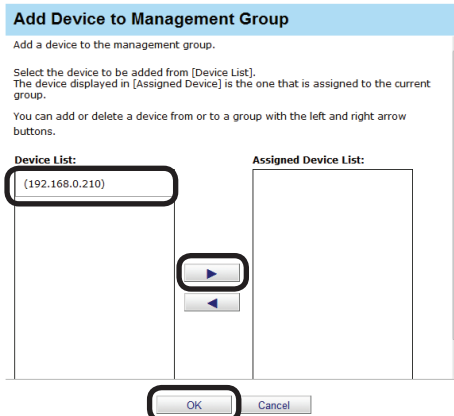 Add Device to Management Group
Add a device to the management group.
Select the device to be added from [Device List].
The device displayed in [Assigned Device] is the one that is assigned to the current
group.
You can add or delete a device from or to a group with the left and right arrow
buttons.
Device List:
Assigned Device List:
(192.168.0.210)
OK
Cancel